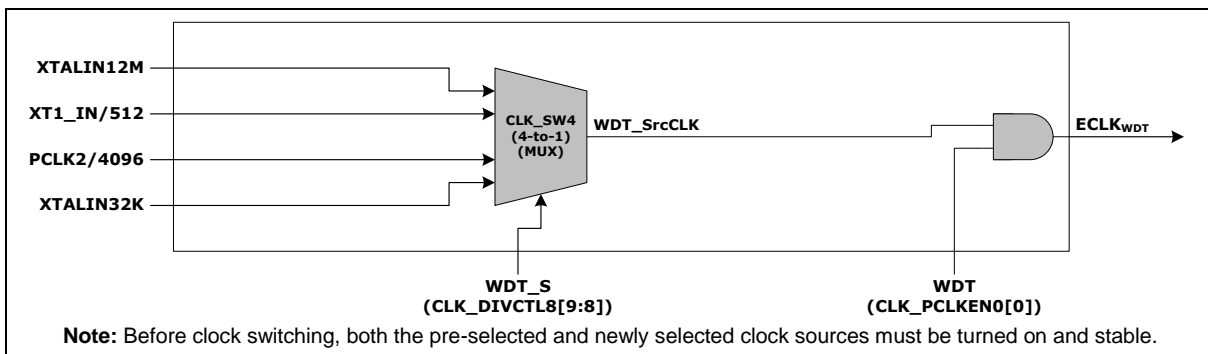 XTALIN12M
XT1_IN/512
PCLK2/4096
XTALIN32K
CLK_SW4
(4-to-1)
(MUX)
WDT_SrcCLK
ECLKWDT
WDT_S
(CLK_DIVCTL8[9:8])
WDT
(CLK_PCLKEN0[0])
Note: Before clock switching, both the pre-selected and newly selected clock sources must be turned on and stable.